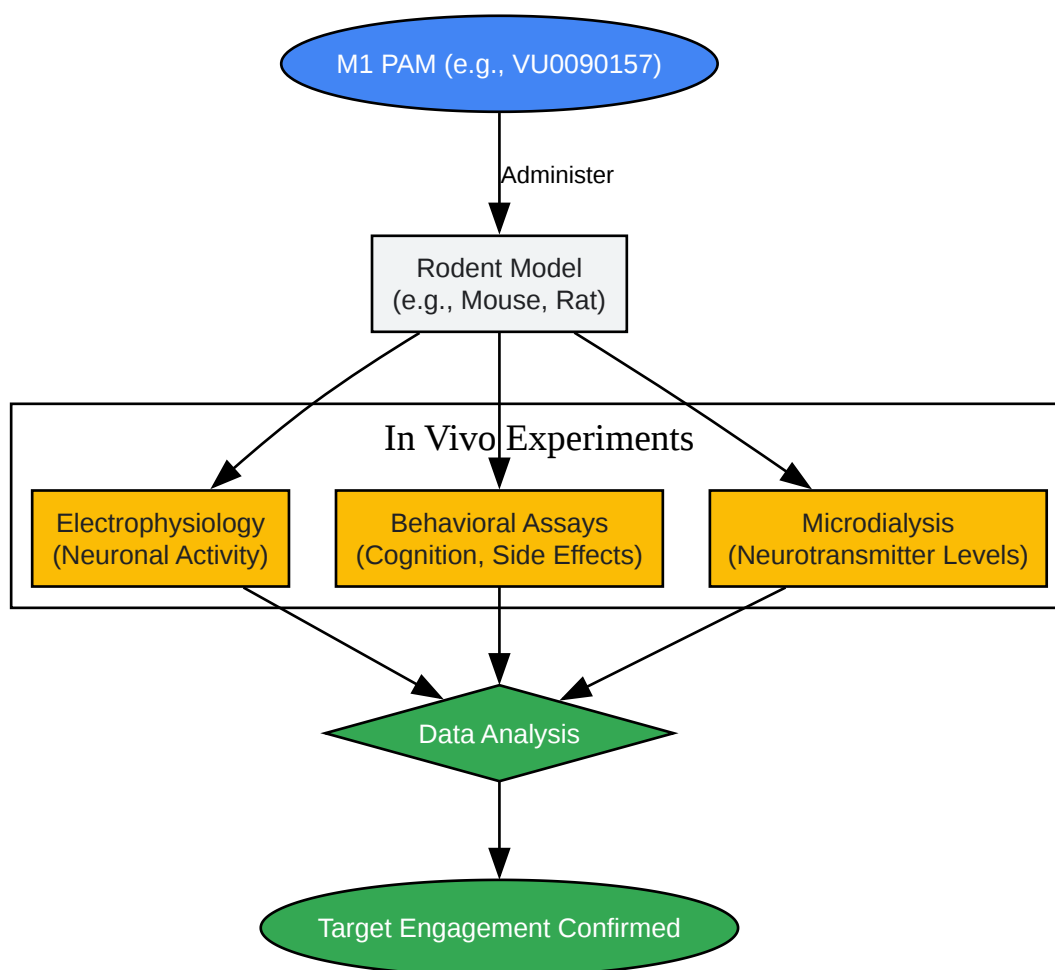 M1 PAM (e.g., VU0090157)
Administer
Rodent Model
(e.g., Mouse, Rat)
In Vivo Experiments
Electrophysiology
(Neuronal Activity)
Behavioral Assays
(Cognition, Side Effects)
Microdialysis
(Neurotransmitter Levels)
Data Analysis
Target Engagement Confirmed